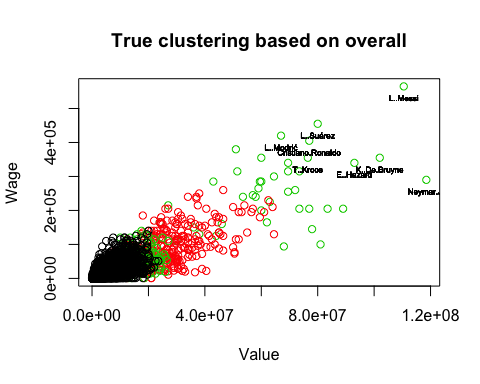 True clustering based on overall
Wage
4e+05
2e+05
0e+00
L..Messi
L..Suárez
L..Modrić
Cristiano.Ronaldo
T..Kroos
K..De.Bruyne
E..Hazard
Neymar..
0.0e+00
4.0e+07
8.0e+07
1.2e+08
Value